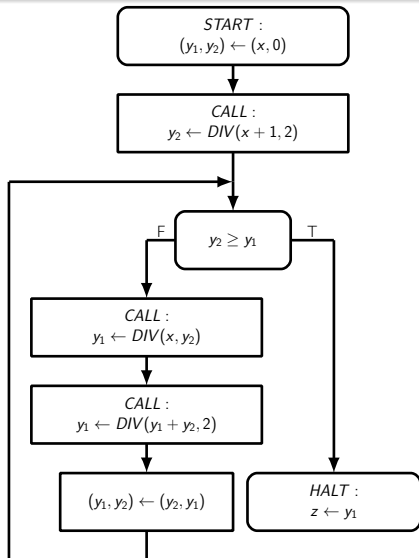 START :
(y₁, y₂) ← (x, 0)
CALL :
y₂ ← DIV(x + 1, 2)
F
y₂ ≥ y₁
T
CALL :
y₁ ← DIV(x, y₂)
CALL :
y₁ ← DIV(y₁ + y₂, 2)
(y₁, y₂) ← (y₂, y₁)
HALT :
z ← y₁